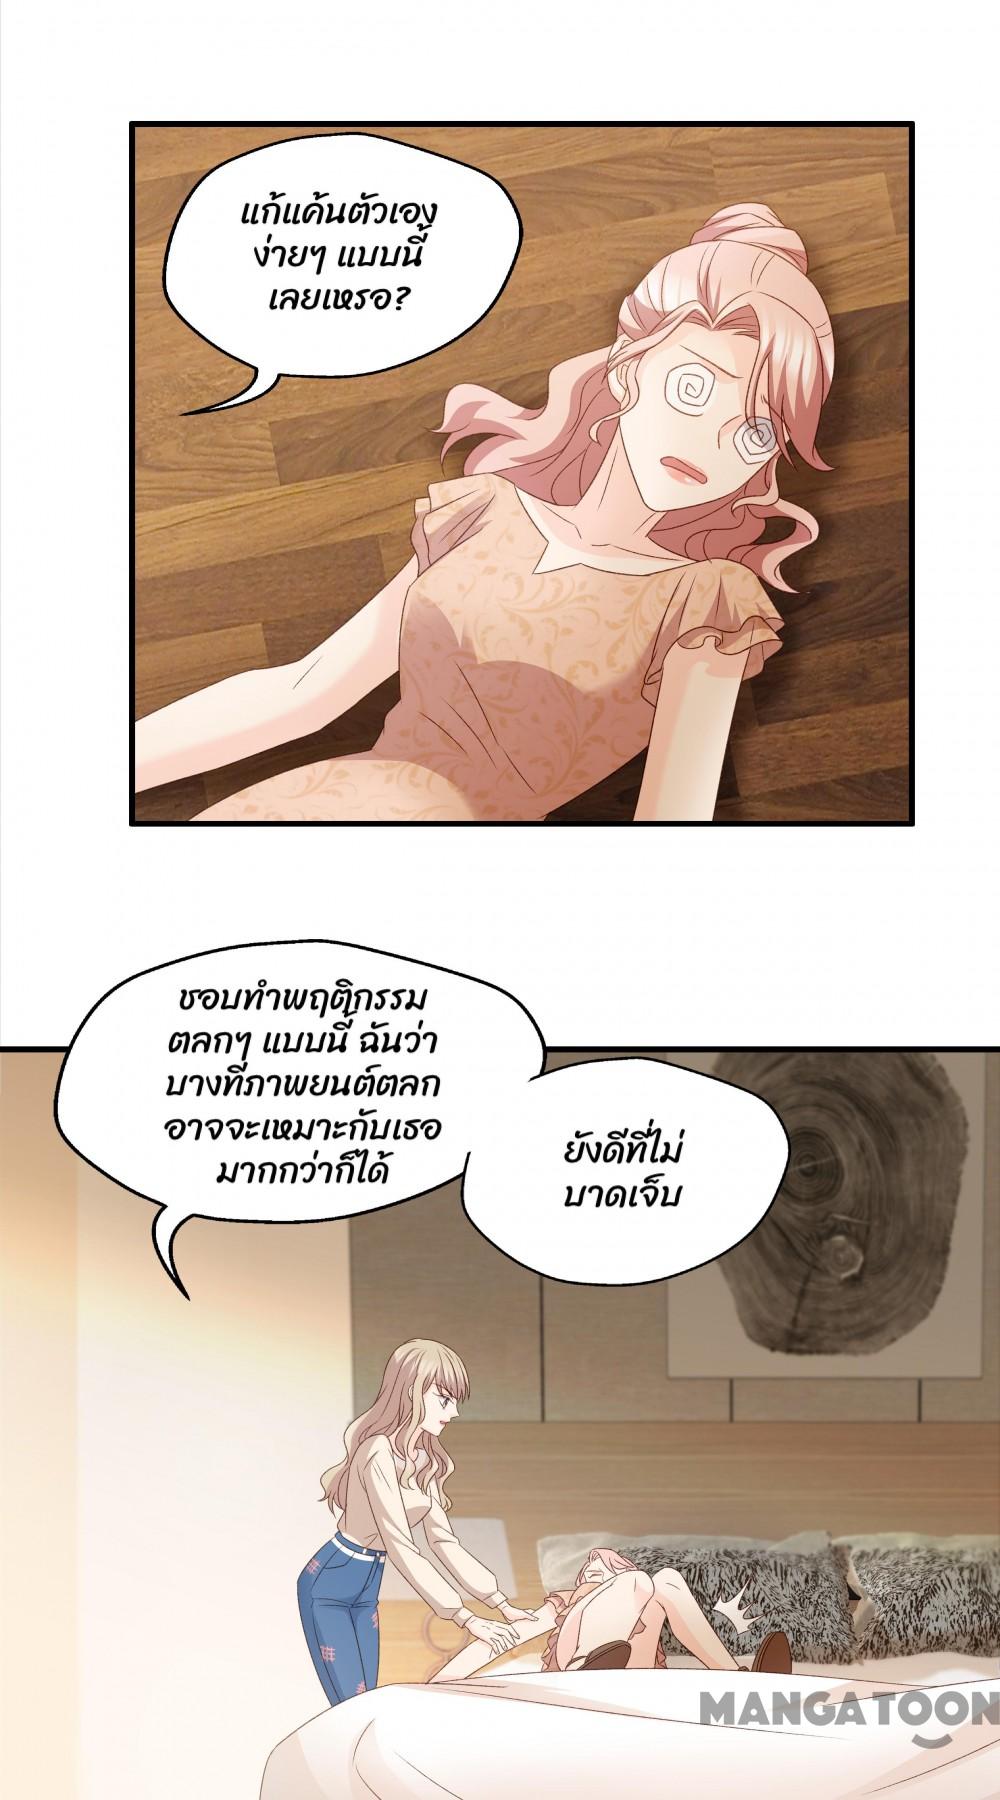 แก้แค้นตัวเอง
ง่ายๆ แบบนี้
เลยเหรอ?
ชอบทำพฤติกรรม
ตลกๆ แบบนี้ ฉันว่า
บางทีภาพยนต์ตลก
อาจจะเหมาะกับเธอ
มากกว่าก็ได้
ยังดีที่ไม่
บาดเจ็บ
MANGATOON